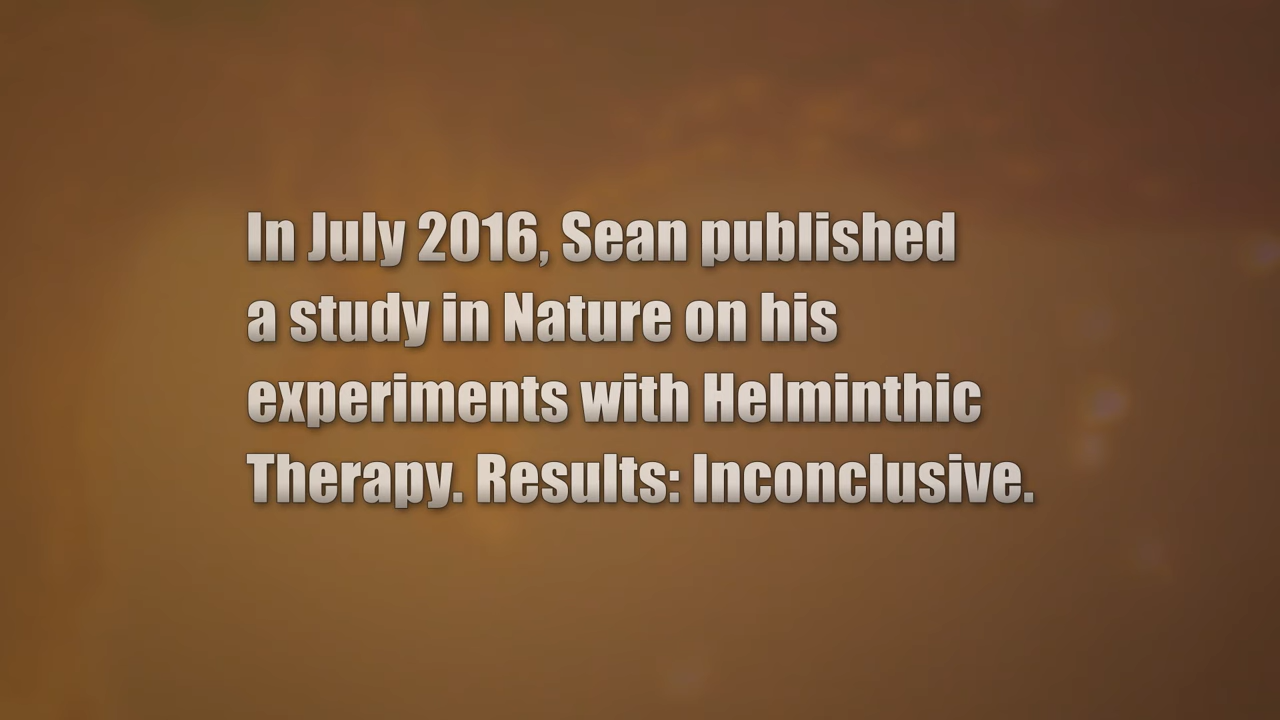 In July 2016, Sean published
a study in Nature on his
experiments with Helminthic
Therapy. Results: Inconclusive.